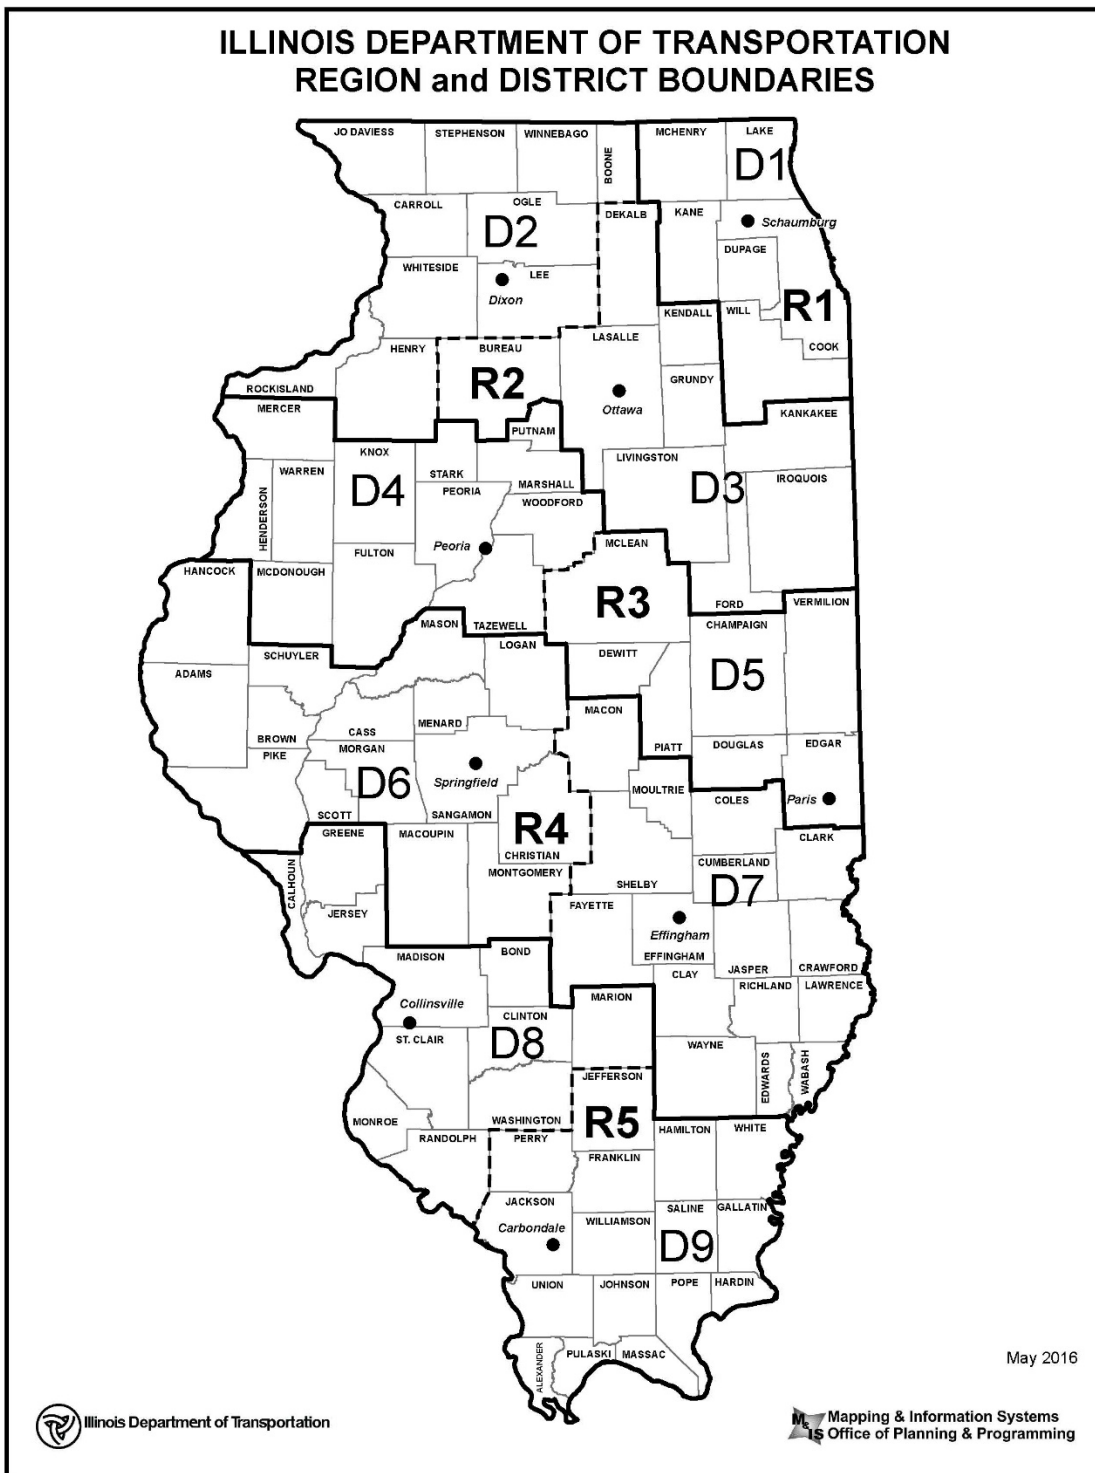 ILLINOIS DEPARTMENT OF TRANSPORTATION
REGION and DISTRICT BOUNDARIES
JO DAVIESS
STEPHENSON
WINNEBAGO
BOONE
MCHENRY
LAKE
D1
CARROLL
OGLE
D2
DEKALB
KANE
Schaumburg
DUPAGE
WHITESIDE
LEE
Dixon
R1
KENDALL
WILL
COOK
HENRY
BUREAU
LASALLE
R2
GRUNDY
ROCKISLAND
Ottawa
MERCER
KANKAKEE
PUTNAM
KNOX
LIVINGSTON
STARK
WARREN
D4
PEORIA
MARSHALL
D3
IROQUOIS
WOODFORD
HENDERSON
Peoria
MCLEAN
FULTON
HANCOCK
MCDONOUGH
R3
FORD
VERMILION
MASON
TAZEWELL
CHAMPAIGN
LOGAN
SCHUYLER
DEWITT
ADAMS
D5
MENARD
MACON
CASS
BROWN
MORGAN
PIKE
PIATT
DOUGLAS
EDGAR
D6
Springfield
MOULTRIE
COLES
Paris
SCOTT
SANGAMON
GREENE
MACOUPIN
R4
CLARK
CHRISTIAN
CUMBERLAND
MONTGOMERY
CALHOUN
SHELBY
D7
FAYETTE
JERSEY
Effingham
MADISON
BOND
EFFINGHAM
CLAY
JASPER
CRAWFORD
RICHLAND
LAWRENCE
MARION
Collinsville
CLINTON
ST. CLAIR
D8
WAYNE
EDWARDS
WABASH
JEFFERSON
MONROE
WASHINGTON
R5
HAMILTON
WHITE
RANDOLPH
PERRY
FRANKLIN
JACKSON
SALINE
GALLATIN
WILLIAMSON
Carbondale
D9
UNION
JOHNSON
POPE
HARDIN
ALEXANDER
PULASKI
MASSAC
May 2016
Illinois Department of Transportation
M&IS
Mapping & Information Systems
Office of Planning & Programming